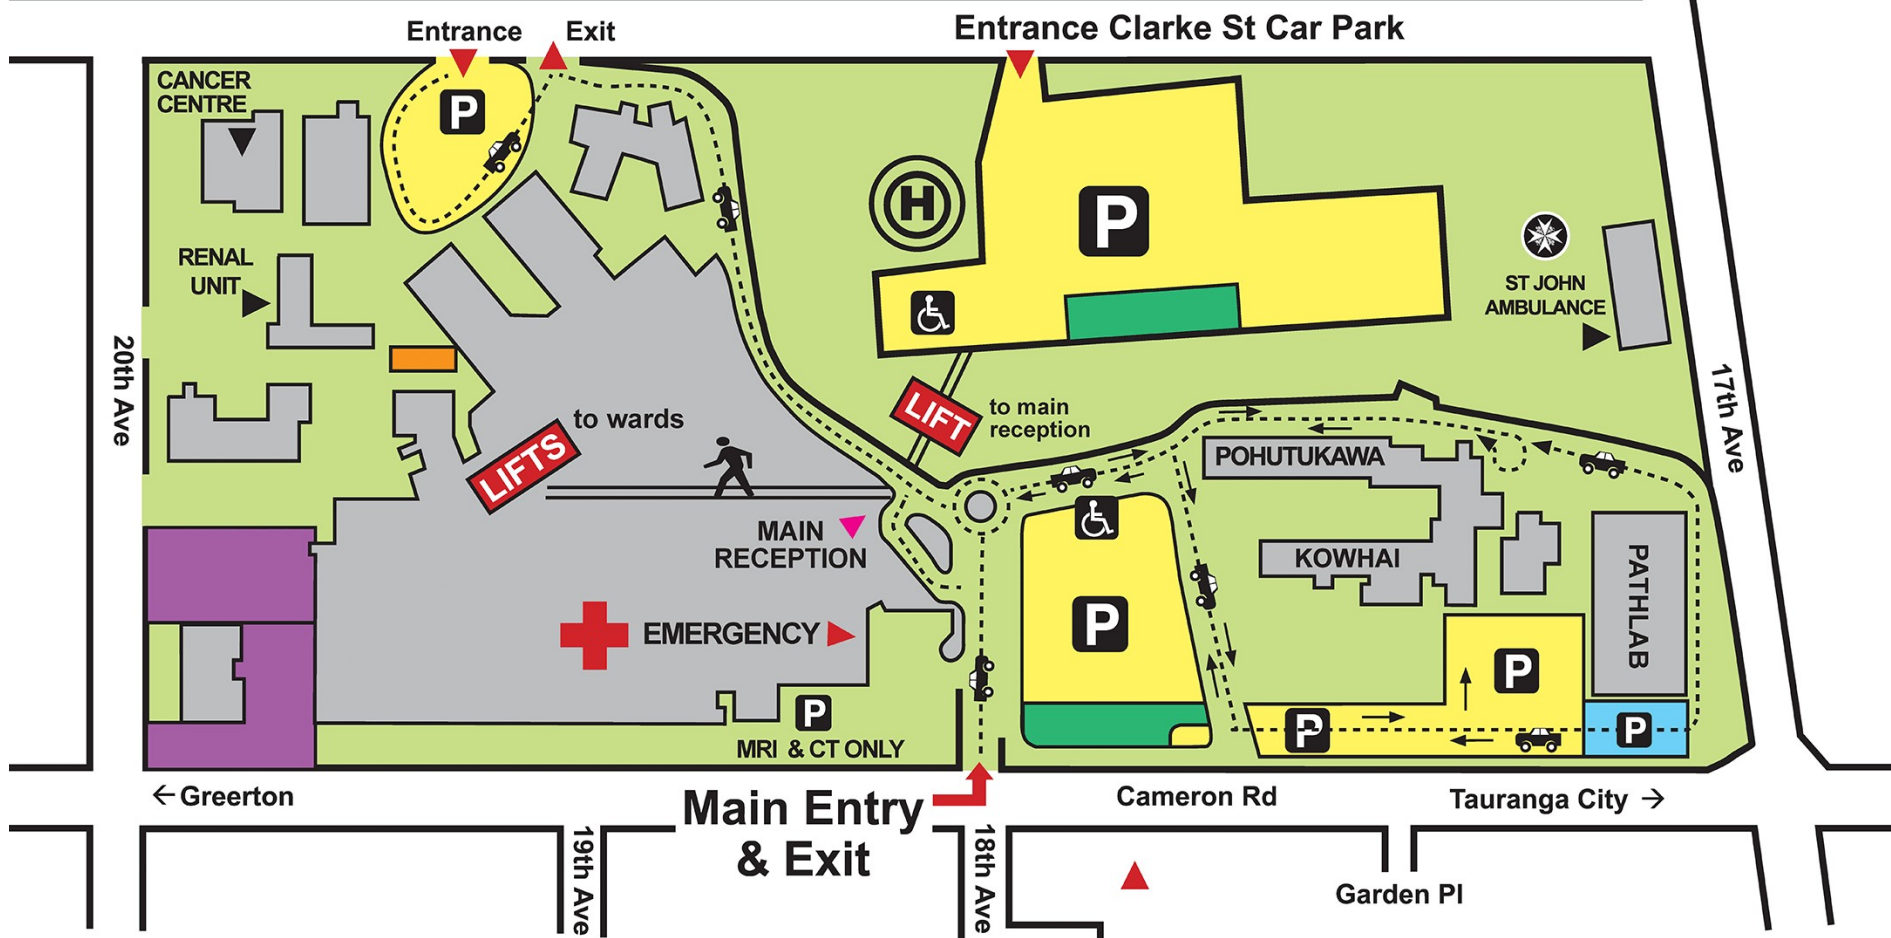 Entrance
Exit
Entrance Clarke St Car Park
CANCER
CENTRE
P
H
P
RENAL
UNIT
ST JOHN
AMBULANCE
20th Ave
17th Ave
LIFTS
to wards
LIFT
to main
reception
POHUTUKAWA
MAIN
RECEPTION
KOWHAI
PATHLAB
EMERGENCY
P
P
P
P
P
MRI & CT ONLY
←Greerton
Main Entry
& Exit
Cameron Rd
Tauranga City →
19th Ave
18th Ave
Garden Pl